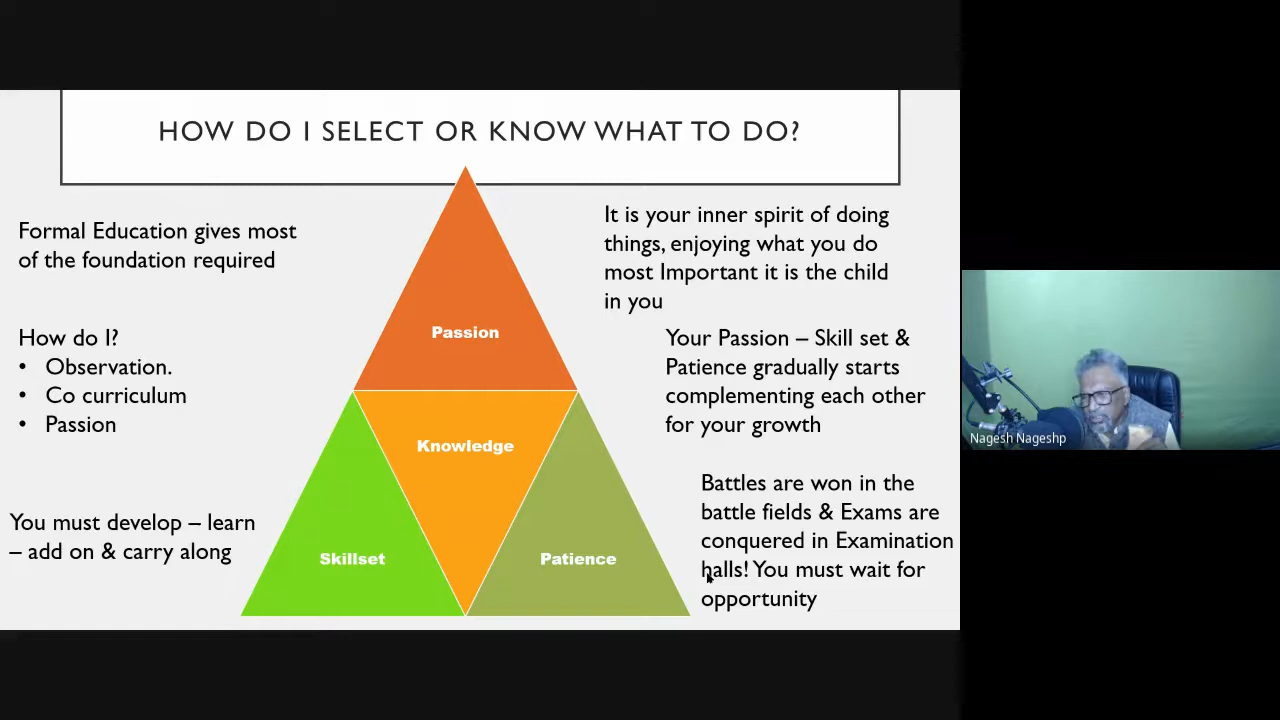 HOW DO I SELECT OR KNOW WHAT TO DO?
Formal Education gives most
of the foundation required
How do I?
• Observation.
• Co curriculum
• Passion
You must develop – learn
– add on & carry along
Passion
Knowledge
Skillset
Patience
It is your inner spirit of doing
things, enjoying what you do
most Important it is the child
in you
Your Passion – Skill set &
Patience gradually starts
complementing each other
for your growth
Battles are won in the
battle fields & Exams are
conquered in Examination
halls! You must wait for
opportunity
Nagesh Nageshp